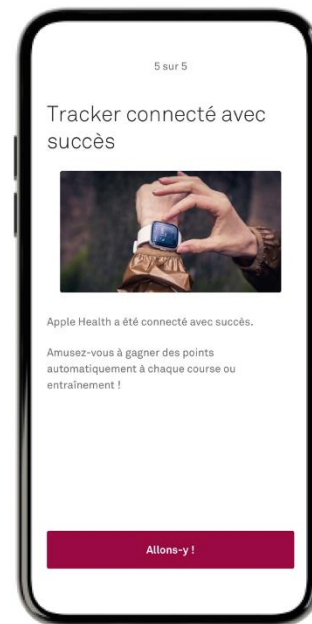 5 sur 5
Tracker connecté avec
succès
Apple Health a été connecté avec succès.
Amusez-vous à gagner des points
automatiquement à chaque course ou
entraînement !
Allons-y !